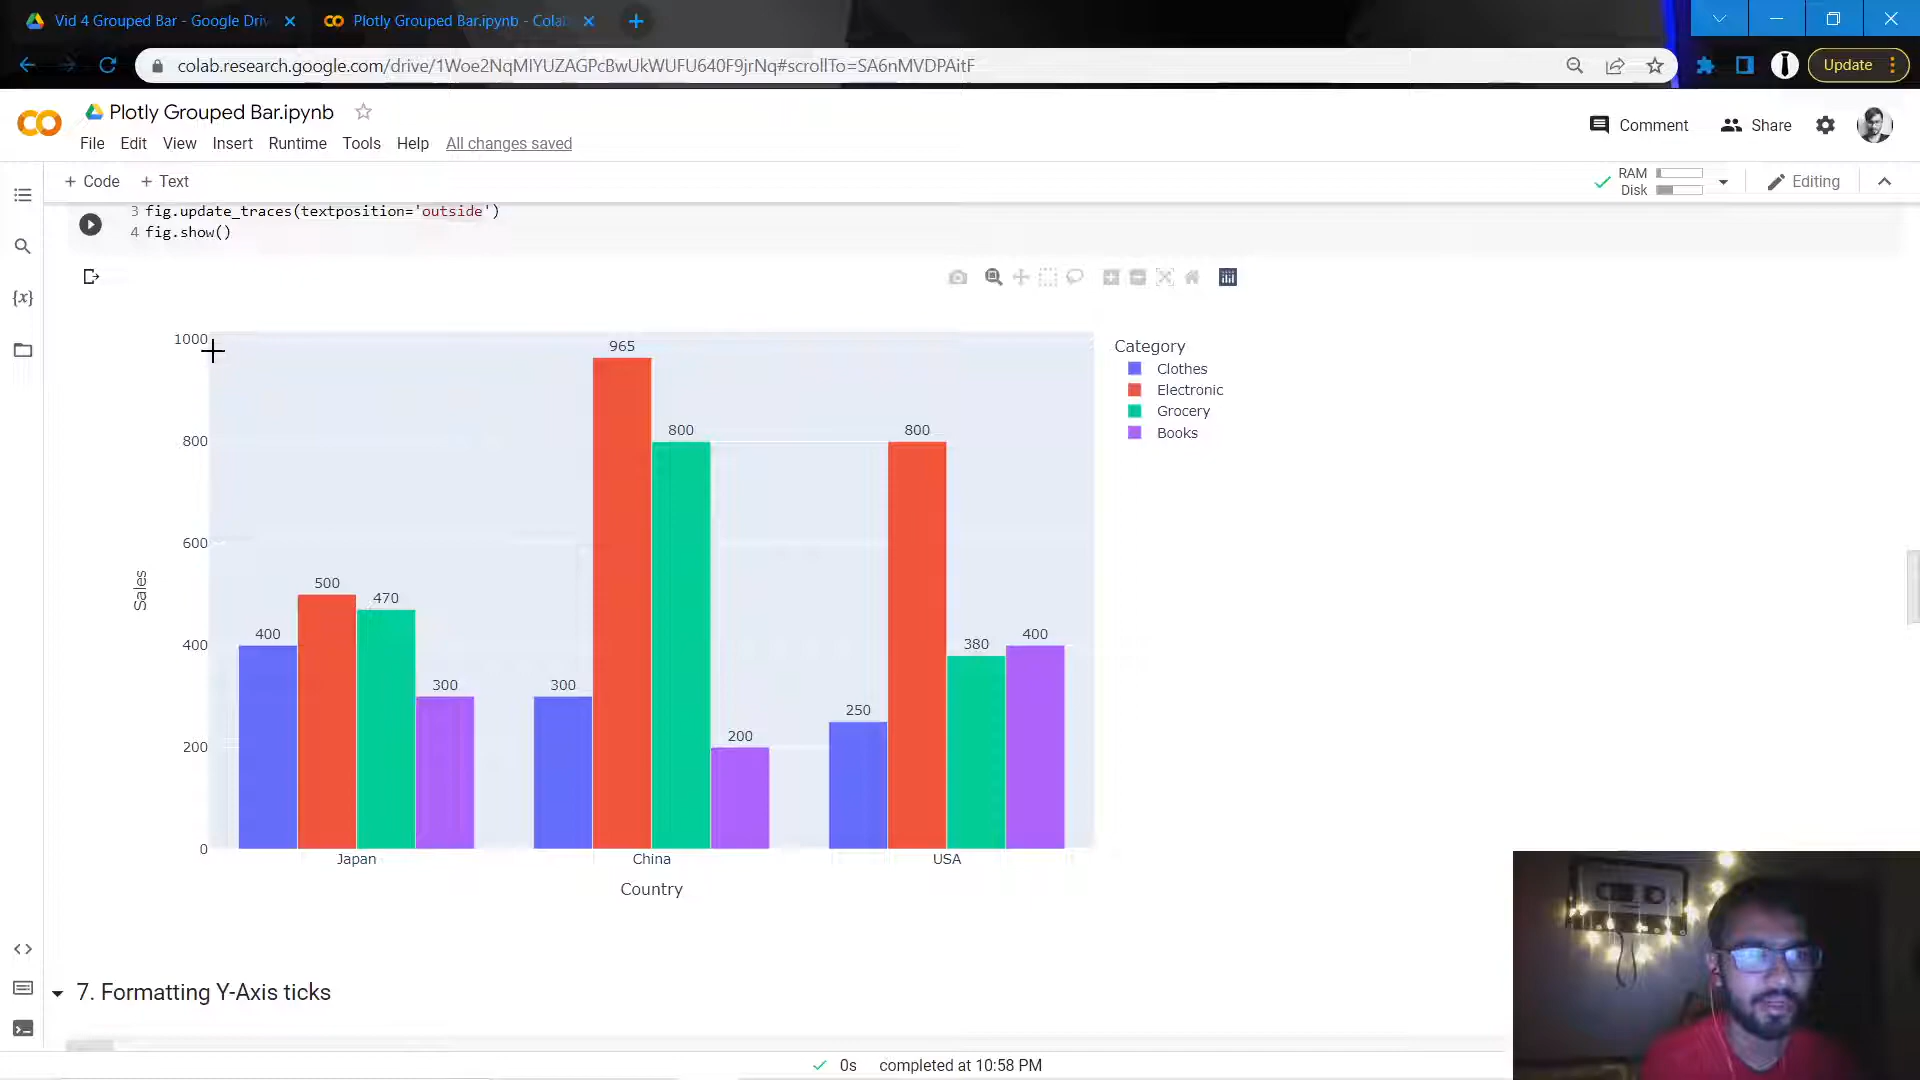 Vid 4 Grouped Bar - Google Driv
Plotly Grouped Bar.ipynb - Colab
colab.research.google.com/drive/1Woe2NqMIYUZAGPcBwUkWUFU640F9jrNq#scrollTo=SA6nMVDPAitF
Update
Plotly Grouped Bar.ipynb
File Edit View Insert Runtime Tools Help All changes saved
Comment Share
+ Code + Text
RAM
Disk
Editing
3 fig.update_traces(textposition='outside')
4 fig.show()
1000
800
600
400
200
0
Sales
965
800
800
500
470
400
300
300
200
250
380
400
Japan China USA
Country
Category
Clothes
Electronic
Grocery
Books
7. Formatting Y-Axis ticks
0s completed at 10:58 PM